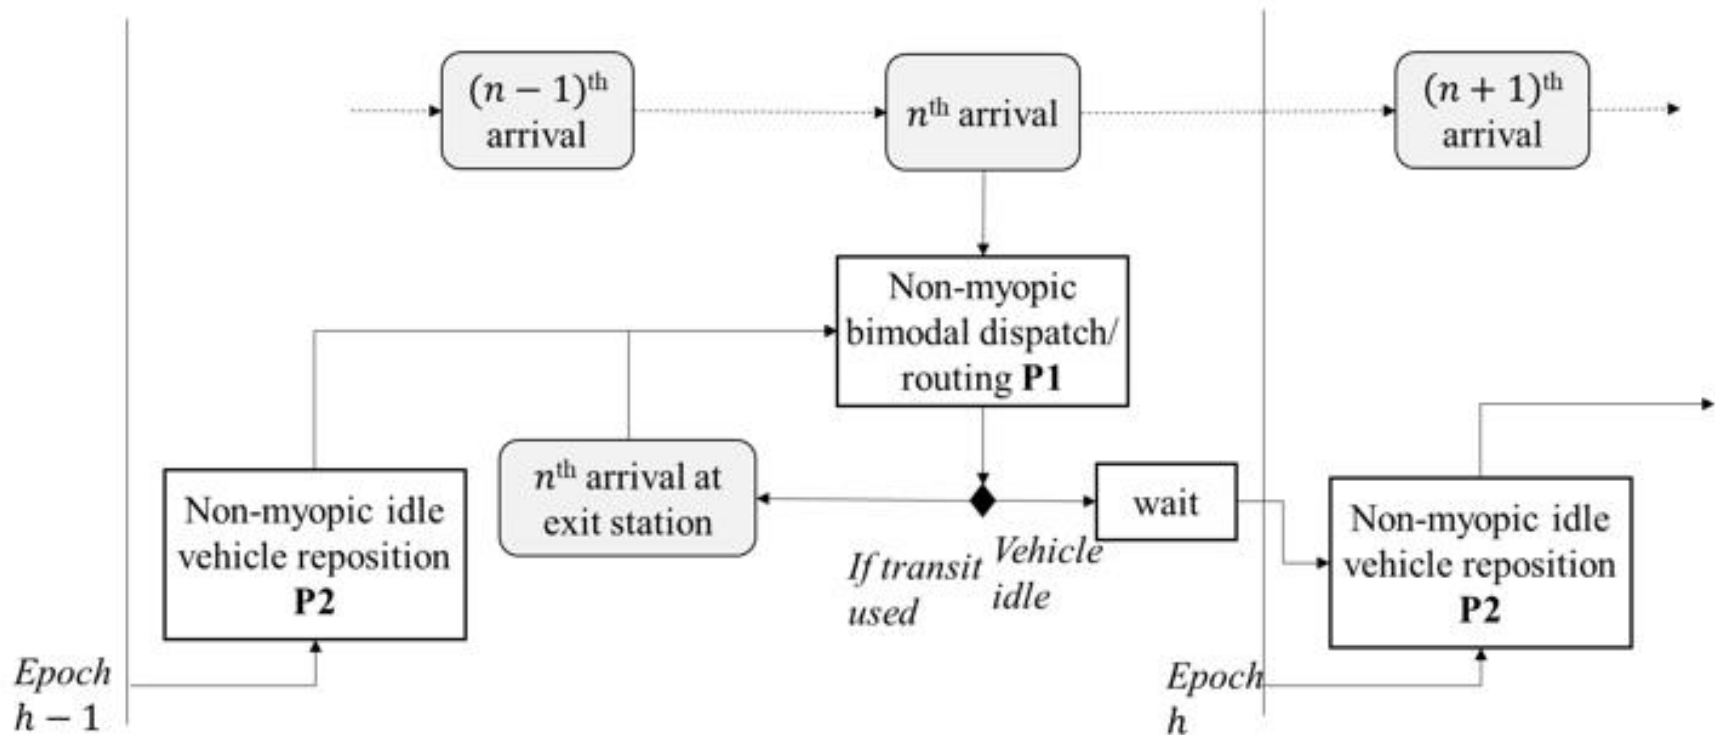 (n − 1)th
arrival
nth arrival
(n + 1)th
arrival
Non-myopic
bimodal dispatch/
routing P1
Non-myopic idle
vehicle reposition
P2
nth arrival at
exit station
wait
If transit
used
Vehicle
idle
Non-myopic idle
vehicle reposition
P2
Epoch
h − 1
Epoch
h